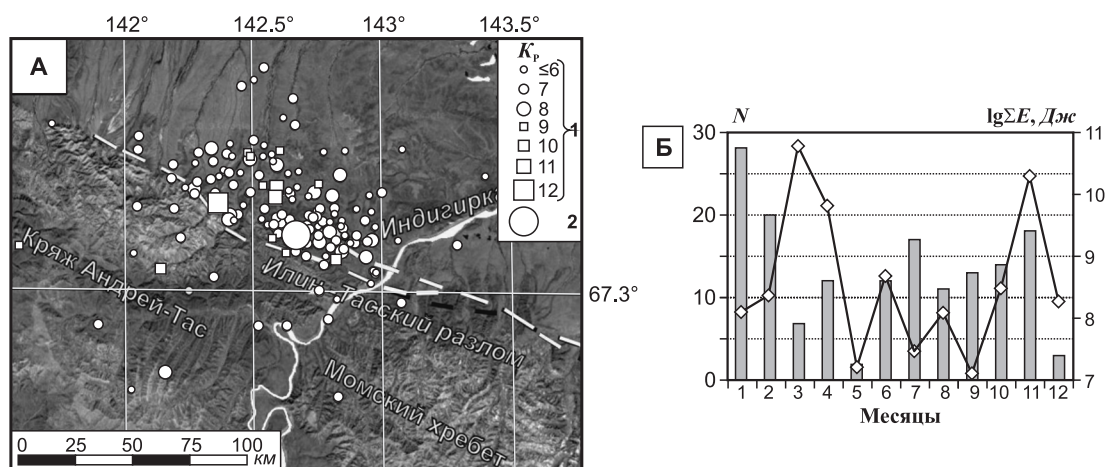 142°
142.5°
143°
143.5°
А
Kр
≤6
7
8
9
10
11
12
1
2
Индигирка
Кряж Андрей-Тас
Илинь-Тасский разлом
Момский хребет
67.3°
0 25 50 75 100
км
Б
N
lgΣE, Дж
30
20
10
0
11
10
9
8
7
1 2 3 4 5 6 7 8 9 10 11 12
Месяцы